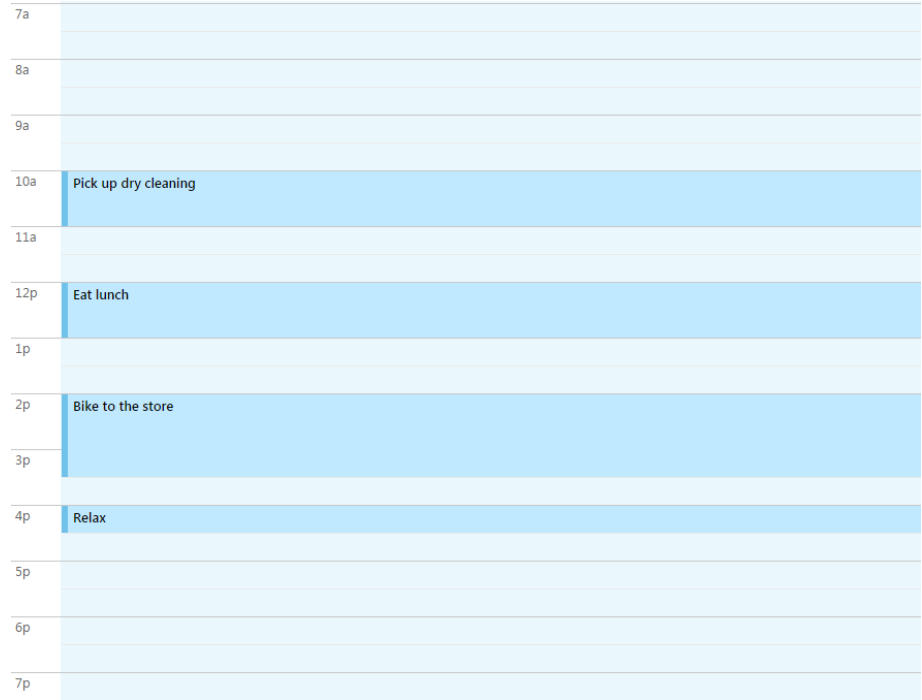 7a
8a
9a
10a Pick up dry cleaning
11a
12p Eat lunch
1p
2p Bike to the store
3p
4p Relax
5p
6p
7p